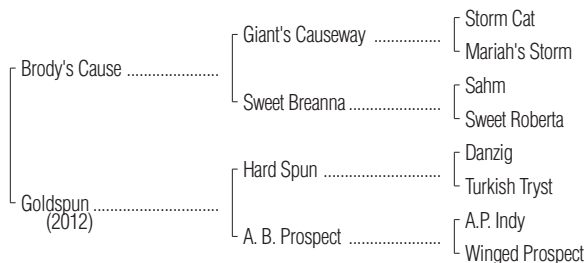 Storm Cat
Giant's Causeway ..................
Mariah's Storm
Brody's Cause ........................
Sahm
Sweet Breanna ........................
Sweet Roberta
Danzig
Hard Spun ..............................
Turkish Tryst
Goldspun ................................
(2012)
A.P. Indy
A. B. Prospect ........................
Winged Prospect